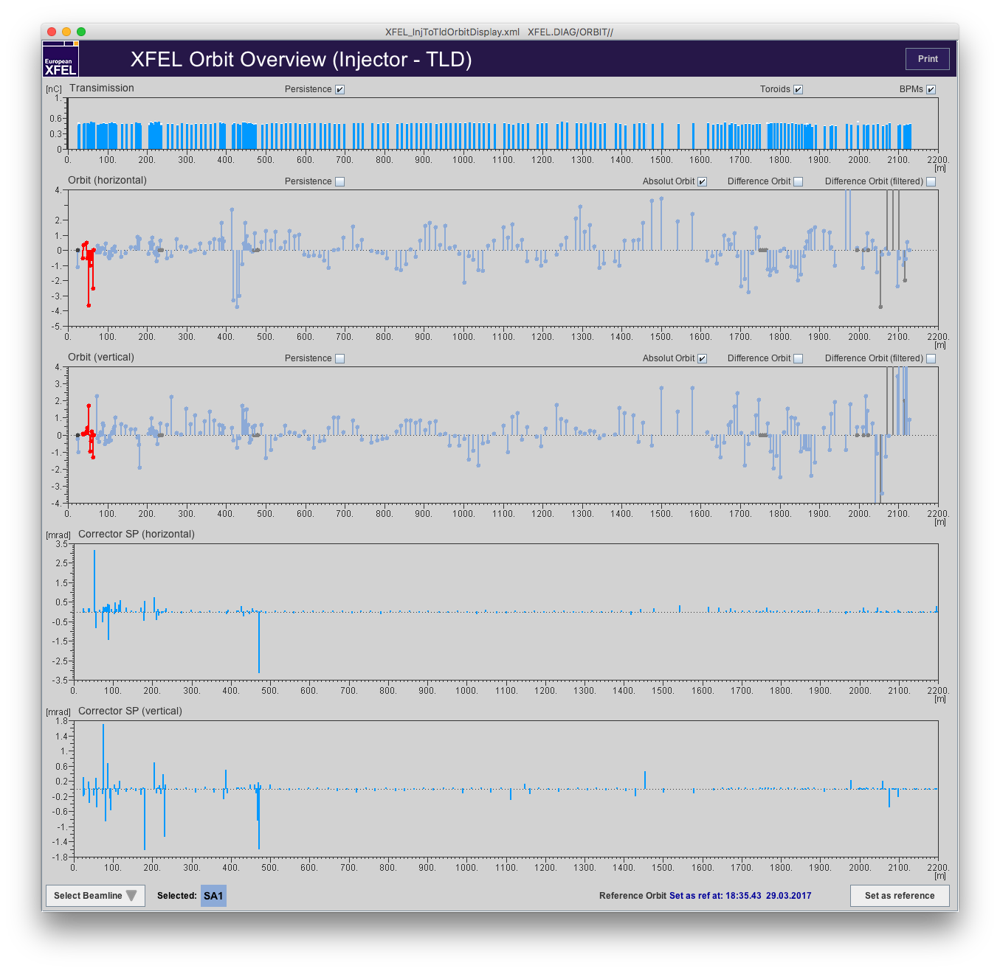 XFEL_InjToTldOrbitDisplay.xml XFEL.DIAG/ORBIT//
European
XFEL
XFEL Orbit Overview (Injector - TLD)
Print
[nC] Transimission Persistence Toroids BPMs
1.
0.6
0.3
0
0. 100. 200. 300. 400. 500. 600. 700. 800. 900. 1000. 1100. 1200. 1300. 1400. 1500. 1600. 1700. 1800. 1900. 2000. 2100. 2200.
[m]
Orbit (horizontal) Persistence Absolut Orbit Difference Orbit Difference Orbit (filtered)
4.
2.
1.
0
-1.
-2.
-4.
-5.
0. 100. 200. 300. 400. 500. 600. 700. 800. 900. 1000. 1100. 1200. 1300. 1400. 1500. 1600. 1700. 1800. 1900. 2000. 2100. 2200.
[m]
Orbit (vertical) Persistence Absolut Orbit Difference Orbit Difference Orbit (filtered)
4.
3.
2.
1.
0
-1.
-2.
-3.
-4.
0. 100. 200. 300. 400. 500. 600. 700. 800. 900. 1000. 1100. 1200. 1300. 1400. 1500. 1600. 1700. 1800. 1900. 2000. 2100. 2200.
[m]
[mrad] Corrector SP (horizontal)
3.5
2.5
1.5
0.5
-0.5
-1.5
-2.5
-3.5
0. 100. 200. 300. 400. 500. 600. 700. 800. 900. 1000. 1100. 1200. 1300. 1400. 1500. 1600. 1700. 1800. 1900. 2000. 2100. 2200.
[m]
[mrad] Corrector SP (vertical)
1.8
1.4
1.
0.6
0.2
-0.2
-0.6
-1.
-1.4
-1.8
0. 100. 200. 300. 400. 500. 600. 700. 800. 900. 1000. 1100. 1200. 1300. 1400. 1500. 1600. 1700. 1800. 1900. 2000. 2100. 2200.
[m]
Select Beamline Selected: SA1 Reference Orbit Set as ref at: 18:35.43 29.03.2017 Set as reference